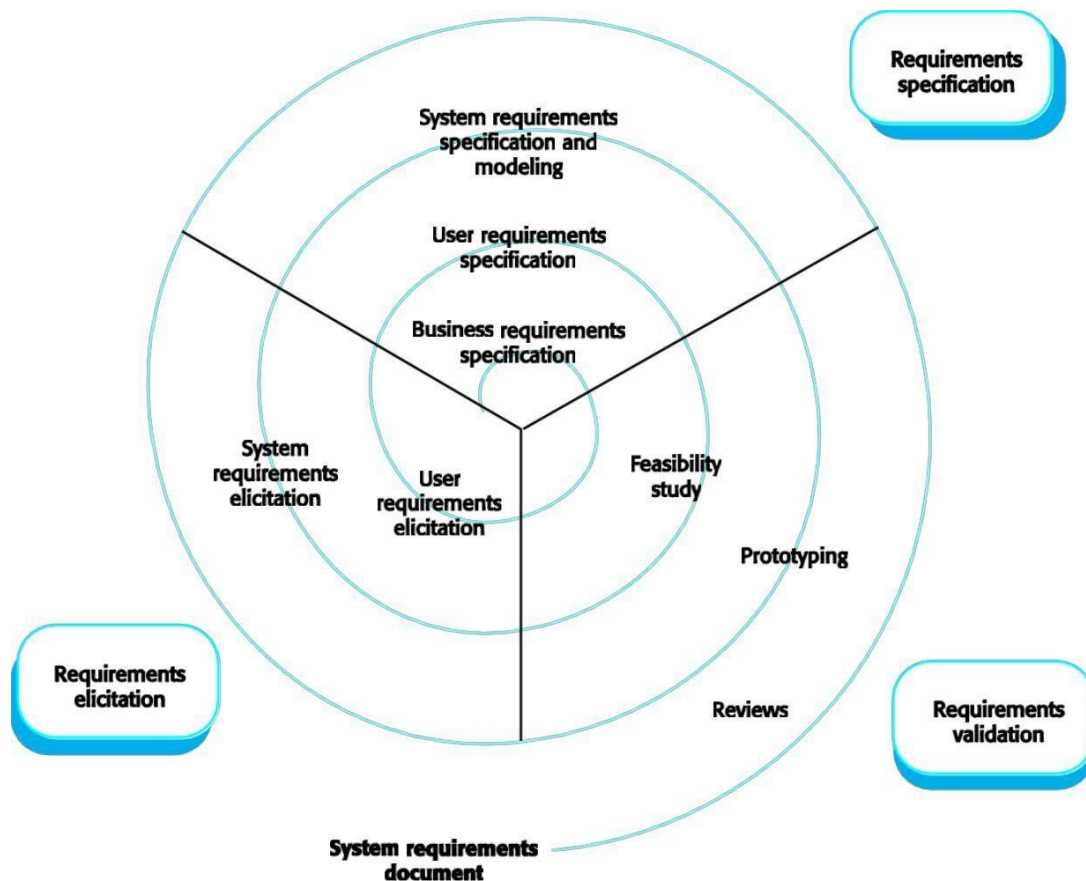 Requirements
specification
System requirements
specification and
modeling
User requirements
specification
Business requirements
specification
System
requirements
elicitation
User
requirements
elicitation
Feasibility
study
Prototyping
Reviews
Requirements
elicitation
Requirements
validation
System requirements
document